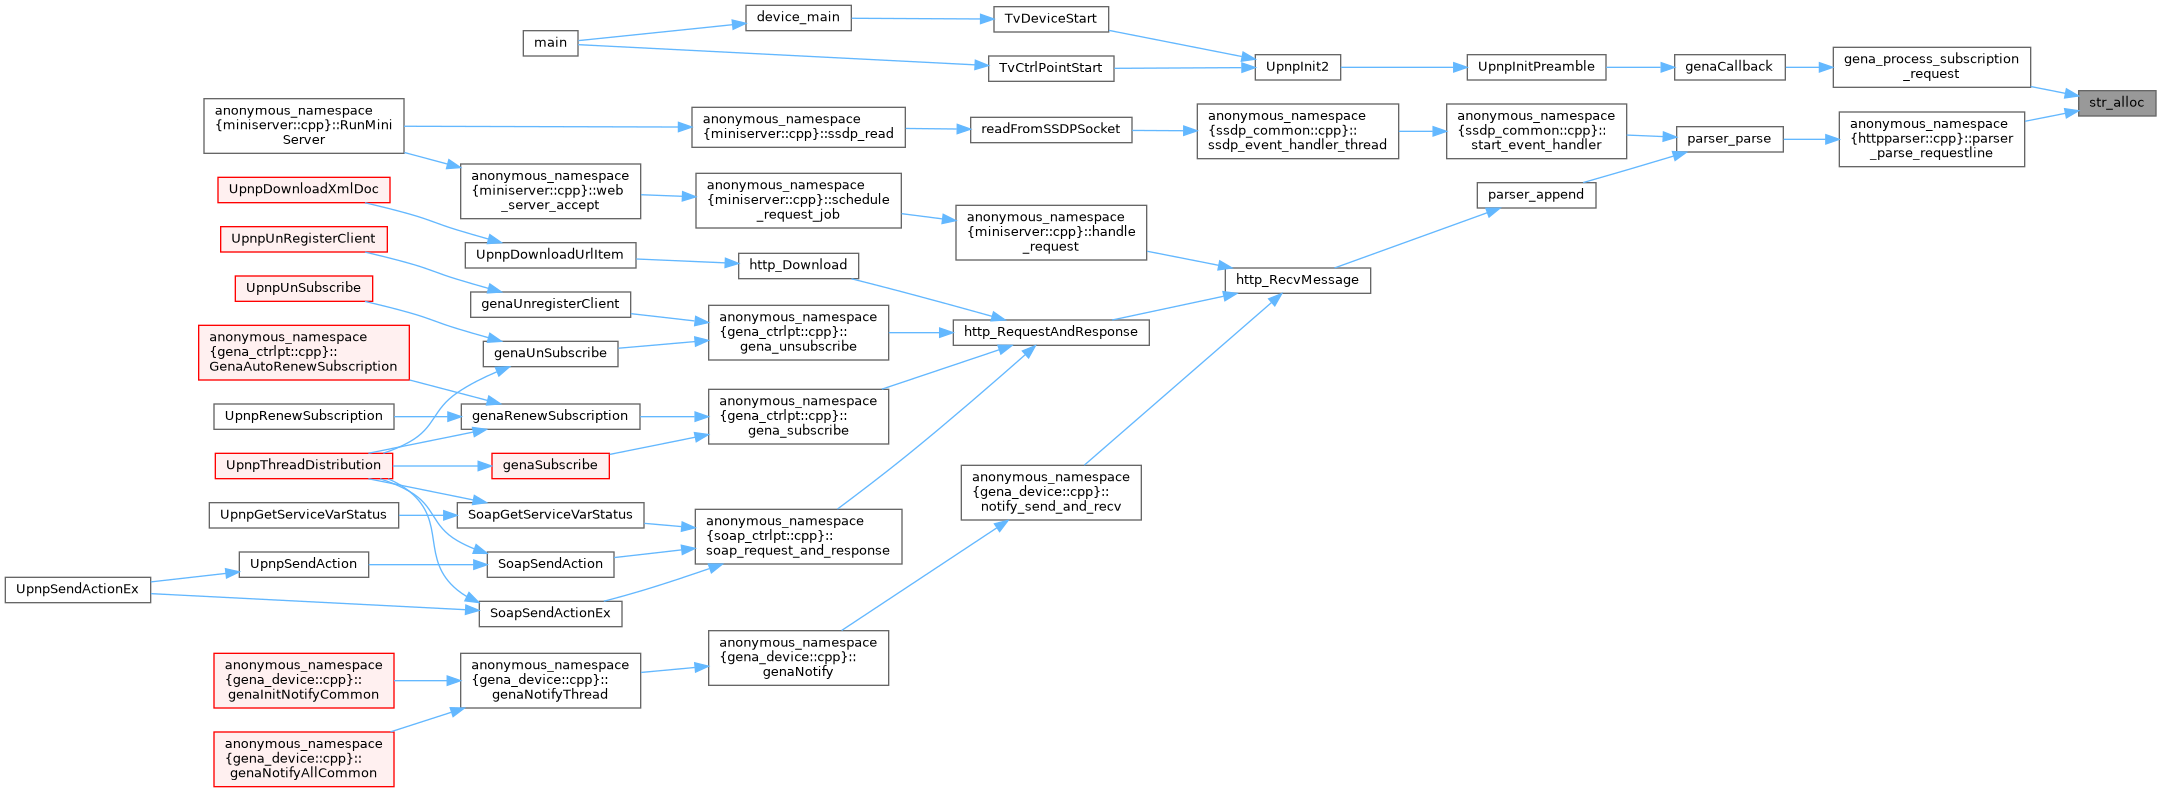 device_main
TvDeviceStart
main
TvCtrlPointStart
UpnpInit2
UpnpInitPreamble
genaCallback
gena_process_subscription
_request
str_alloc
anonymous_namespace
{miniserver::cpp}::RunMini
Server
anonymous_namespace
{miniserver::cpp}::ssdp_read
readFromSSDPSocket
anonymous_namespace
{ssdp_common::cpp}::
ssdp_event_handler_thread
anonymous_namespace
{ssdp_common::cpp}::
start_event_handler
parser_parse
anonymous_namespace
{httpparser::cpp}::parser
_parse_requestline
UpnpDownloadXmlDoc
anonymous_namespace
{miniserver::cpp}::web
_server_accept
anonymous_namespace
{miniserver::cpp}::schedule
_request_job
parser_append
UpnpUnRegisterClient
UpnpDownloadUrlItem
http_Download
anonymous_namespace
{miniserver::cpp}::handle
_request
http_RecvMessage
UpnpUnSubscribe
genaUnregisterClient
anonymous_namespace
{gena_ctrlpt::cpp}::
gena_unsubscribe
http_RequestAndResponse
anonymous_namespace
{gena_ctrlpt::cpp}::
GenaAutoRenewSubscription
genaUnSubscribe
UpnpRenewSubscription
genaRenewSubscription
anonymous_namespace
{gena_ctrlpt::cpp}::
gena_subscribe
UpnpThreadDistribution
genaSubscribe
anonymous_namespace
{gena_device::cpp}::
notify_send_and_recv
UpnpGetServiceVarStatus
SoapGetServiceVarStatus
anonymous_namespace
{soap_ctrlpt::cpp}::
soap_request_and_response
UpnpSendAction
SoapSendAction
UpnpSendActionEx
SoapSendActionEx
anonymous_namespace
{gena_device::cpp}::
genaInitNotifyCommon
anonymous_namespace
{gena_device::cpp}::
genaNotifyThread
anonymous_namespace
{gena_device::cpp}::
genaNotify
anonymous_namespace
{gena_device::cpp}::
genaNotifyAllCommon